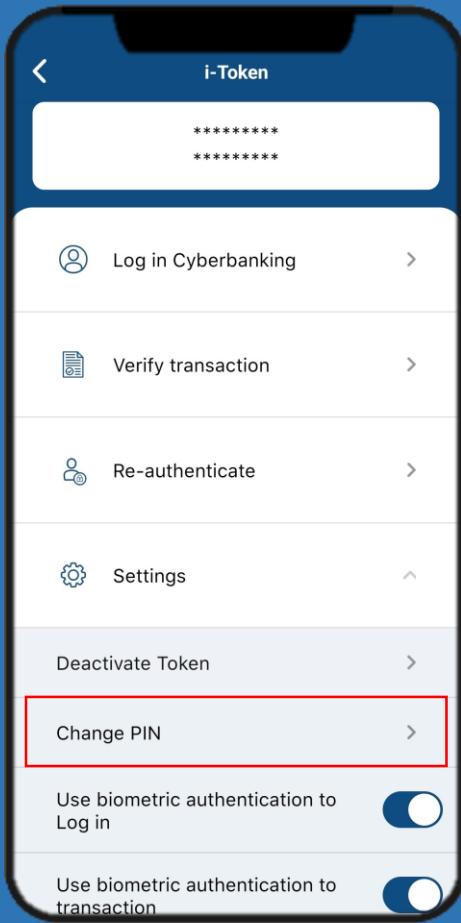 i-Token
*********
*********
Log in Cyberbanking
Verify transaction
Re-authenticate
Settings
Deactivate Token
Change PIN
Use biometric authentication to
Log in
Use biometric authentication to
transaction